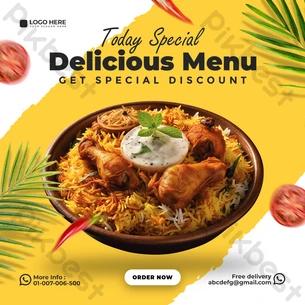 LOGO HERE
Today Special
Delicious Menu
GET SPECIAL DISCOUNT
More Info :
01-007-006-500
ORDER NOW
Free delivery
abcdefg@gmail.com
Pikbest